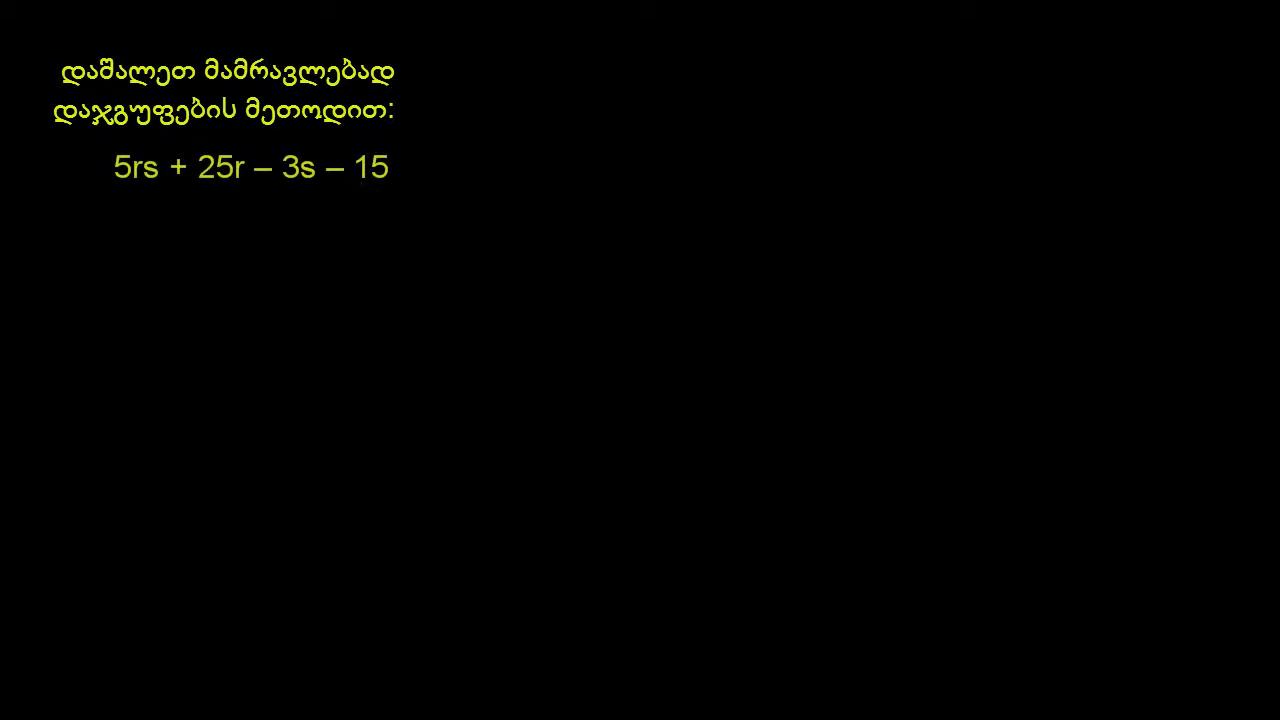 დაშალეთ მამრავლებად
დაჯგუფების მეთოდით:
5rs + 25r – 3s – 15